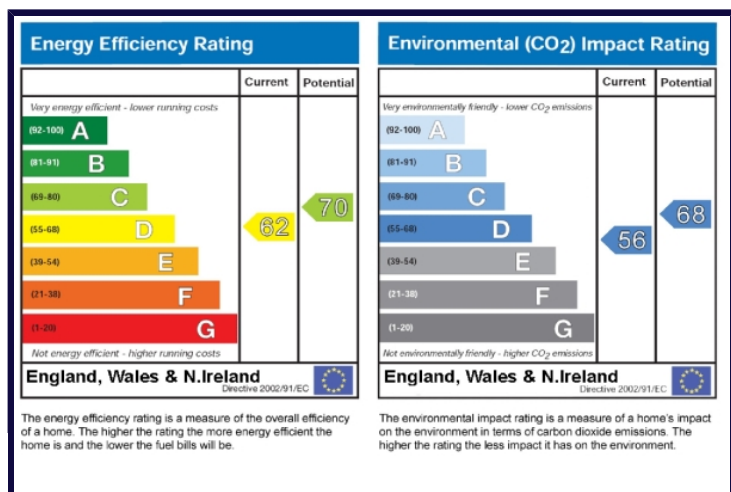 Energy Efficiency Rating
Current Potential
Very energy efficient - lower running costs
(92-100) A
(81-91) B
(69-80) C
70
(55-68) D
62
(39-54) E
(21-38) F
(1-20) G
Not energy efficient - higher running costs
England, Wales & N.Ireland
Directive 2002/91/EC
The energy efficiency rating is a measure of the overall efficiency
of a home. The higher the rating the more energy efficient the
home is and the lower the fuel bills will be.
Environmental (CO2) Impact Rating
Current Potential
Very environmentally friendly - lower CO2 emissions
(92-100) A
(81-91) B
(69-80) C
68
(55-68) D
56
(39-54) E
(21-38) F
(1-20) G
Not environmentally friendly - higher CO2 emissions
England, Wales & N.Ireland
Directive 2002/91/EC
The environmental impact rating is a measure of a home's impact
on the environment in terms of carbon dioxide emissions. The
higher the rating the less impact it has on the environment.